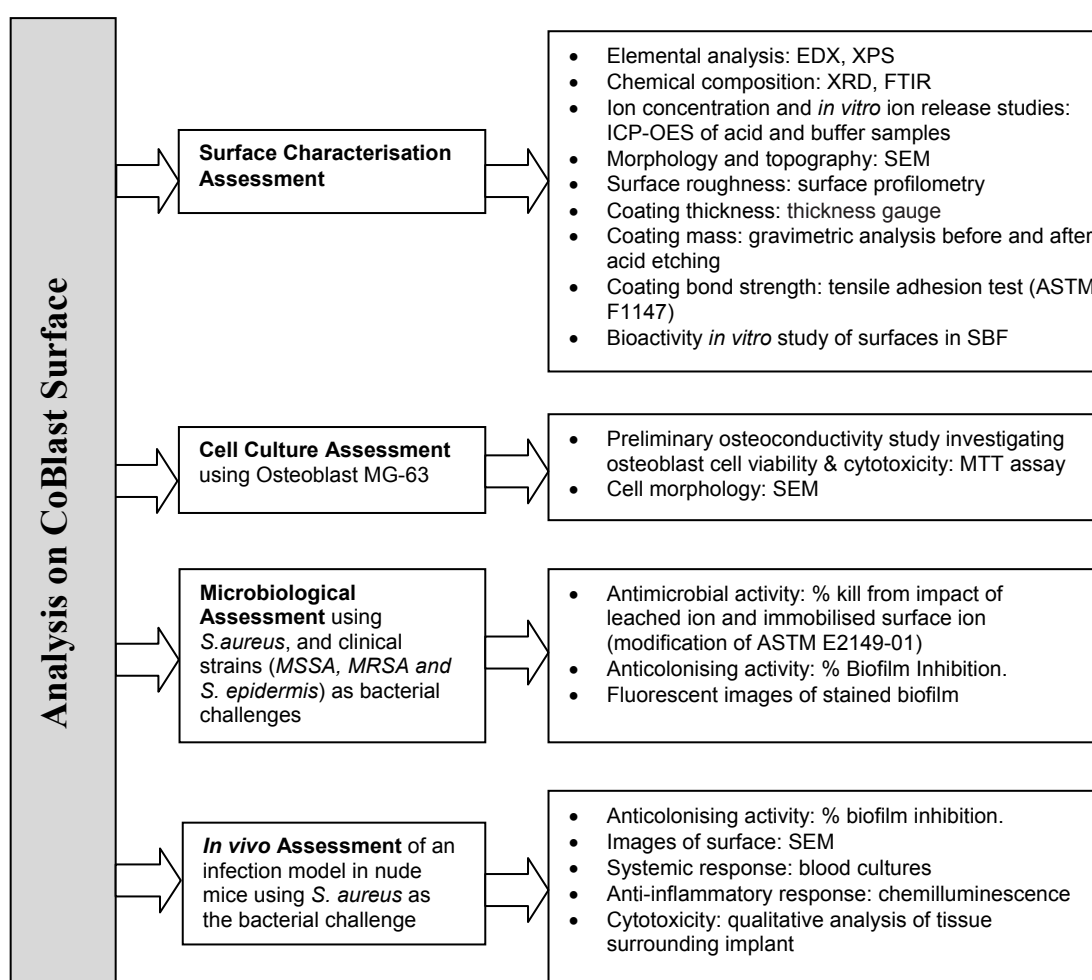 Analysis on CoBlast Surface
Surface Characterisation
Assessment
• Elemental analysis: EDX, XPS
• Chemical composition: XRD, FTIR
• Ion concentration and in vitro ion release studies:
ICP-OES of acid and buffer samples
• Morphology and topography: SEM
• Surface roughness: surface profilometry
• Coating thickness: thickness gauge
• Coating mass: gravimetric analysis before and after
acid etching
• Coating bond strength: tensile adhesion test (ASTM
F1147)
• Bioactivity in vitro study of surfaces in SBF
Cell Culture Assessment
using Osteoblast MG-63
• Preliminary osteoconductivity study investigating
osteoblast cell viability & cytotoxicity: MTT assay
• Cell morphology: SEM
Microbiological
Assessment using
S.aureus, and clinical
strains (MSSA, MRSA and
S. epidermis) as bacterial
challenges
• Antimicrobial activity: % kill from impact of
leached ion and immobilised surface ion
(modification of ASTM E2149-01)
• Anticolonising activity: % Biofilm Inhibition.
• Fluorescent images of stained biofilm
In vivo Assessment of an
infection model in nude
mice using S. aureus as
the bacterial challenge
• Anticolonising activity: % biofilm inhibition.
• Images of surface: SEM
• Systemic response: blood cultures
• Anti-inflammatory response: chemilluminescence
• Cytotoxicity: qualitative analysis of tissue
surrounding implant